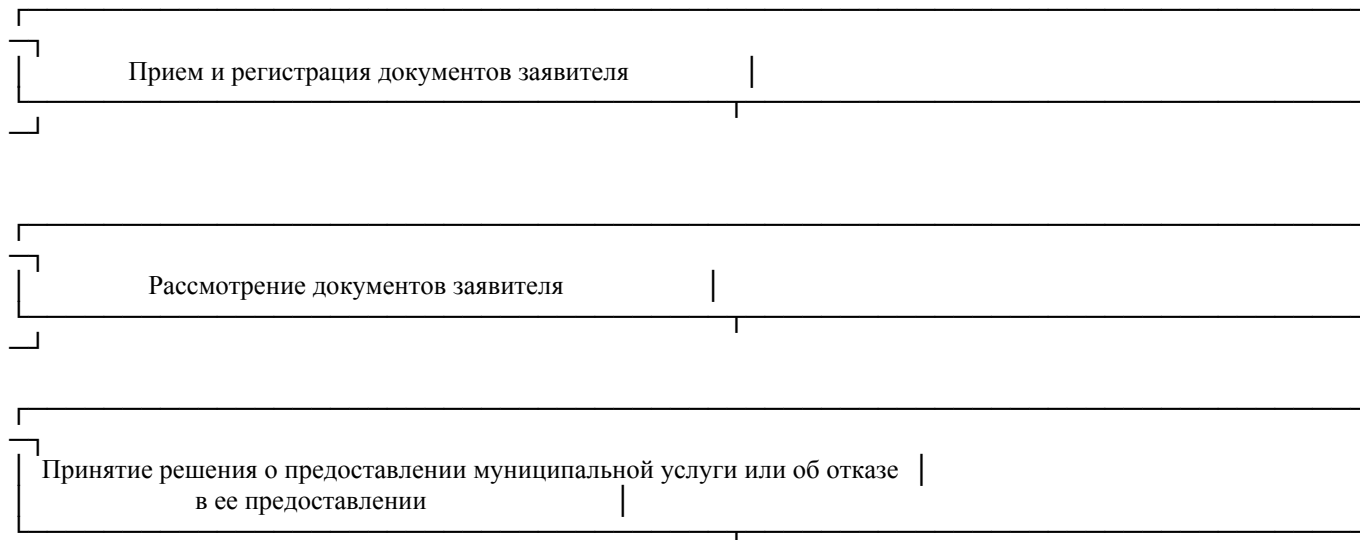 Прием и регистрация документов заявителя
Рассмотрение документов заявителя
Принятие решения о предоставлении муниципальной услуги или об отказе
в ее предоставлении